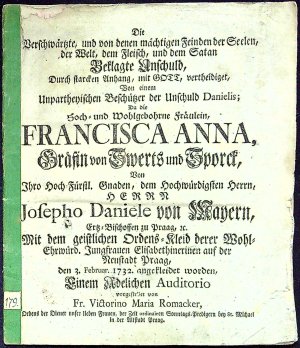 Die
Verschwärtzte, und von denen mächtigen Feinden der Seelen,
der Welt, dem Fleisch, und dem Satan
Beklagte Unschuld,
Durch starcken Anhang, mit GOTT, vertheidiget,
Von einem
Unpartheyischen Beschützer der Unschuld Danielis;
Da die
Hoch- und Wohlgebohrne Fräulein,
FRANCISCA ANNA,
Gräfin von Swerts und Sporck,
Von
Ihro Hoch-Fürstl. Gnaden, dem Hochwürdigsten Herrn,
HERRN
Josepho Daniele von Mayern,
Ertz-Bischoffen zu Praag, ꝛc.
Mit dem geistlichen Ordens-Kleid derer Wohl-
Ehrwürd. Jungfrauen Elisabethinerinen auf der
Neustadt Praag,
den 3. Februar. 1732. angekleidet worden,
Einem Adelichen Auditorio
vorgestellet von
Fr. Victorino Maria Romacker,
Ordens der Diener unser lieben Frauen, der Zeit ordinairen Sonntags-Predigern bey St. Michael
in der Altstadt Praag.
179.